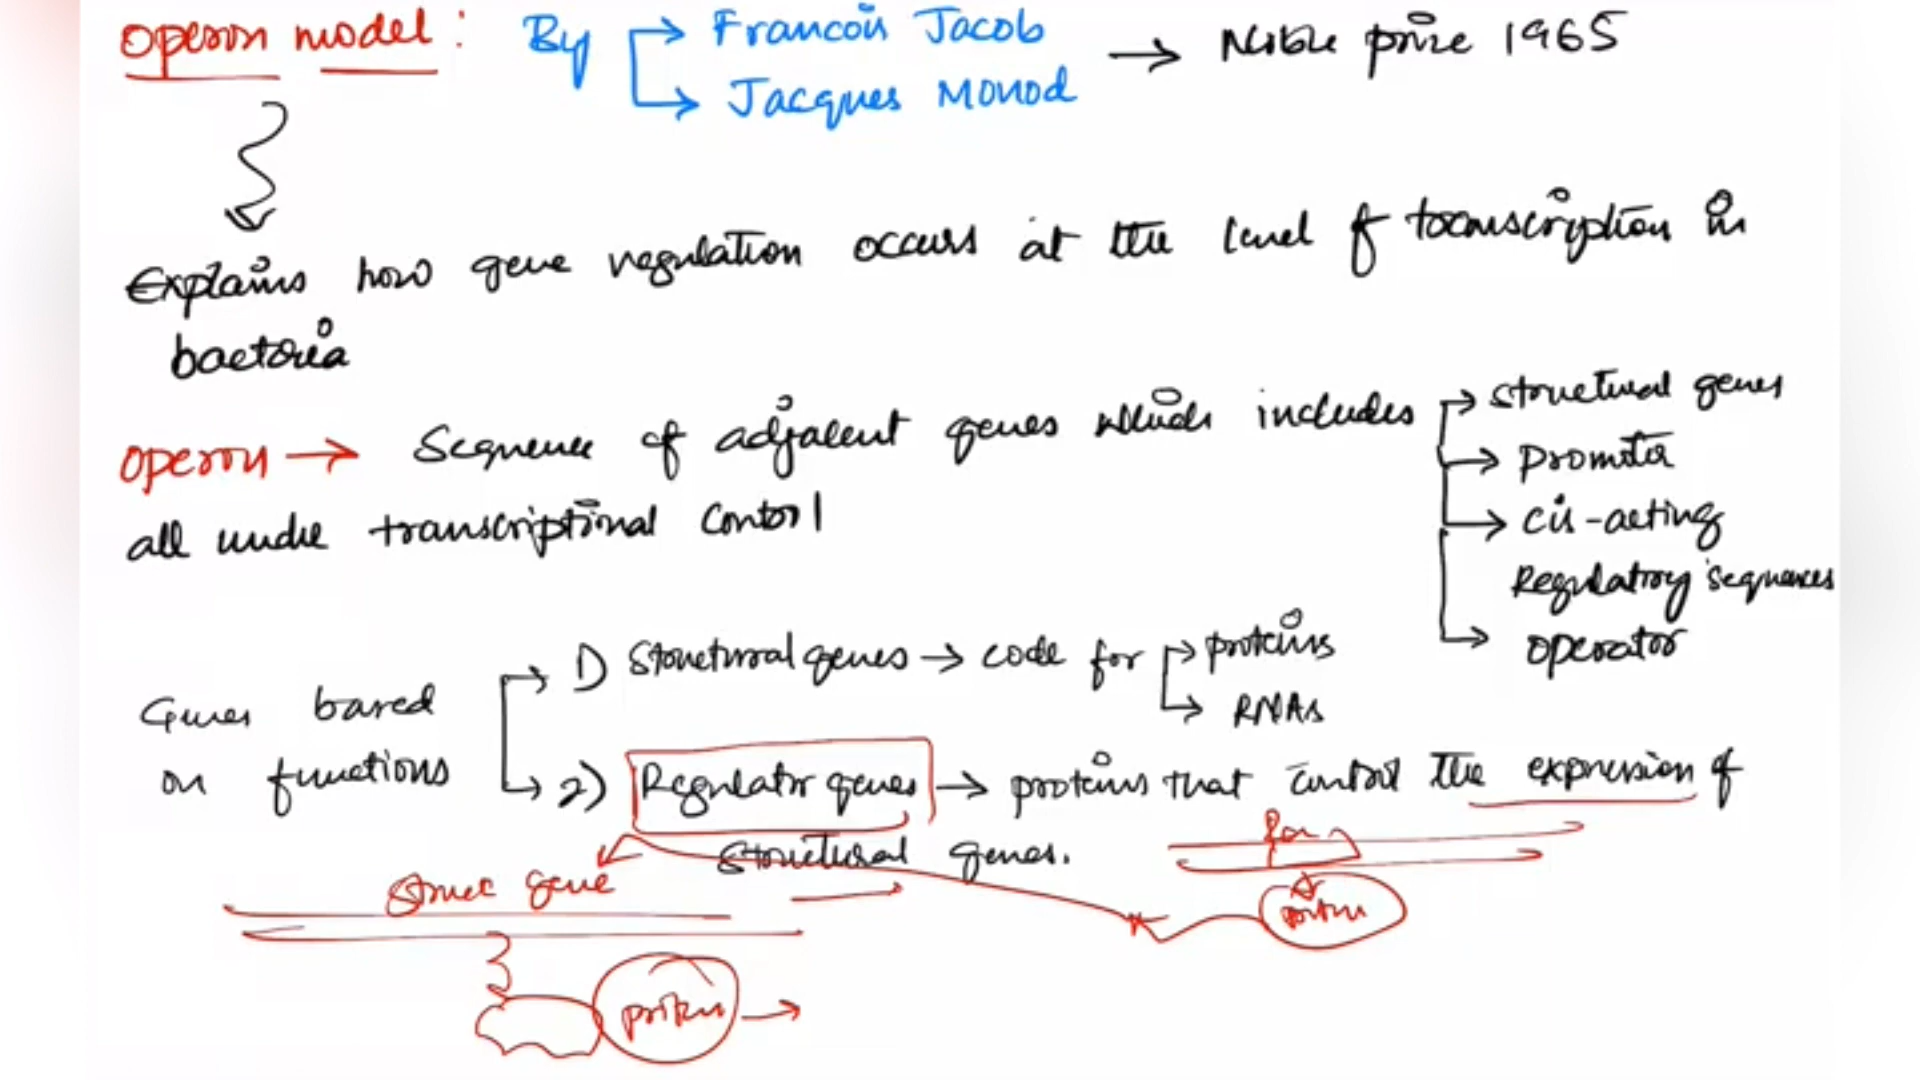 Operon model : By → Francois Jacob → Noble prize 1965
→ Jacques Monod
Explains how gene regulation occurs at the level of transcription in
bacteria
Operon → Sequence of adjacent genes which includes → structural genes
→ promoter
all under transcriptional control → cis-acting
Regulatory sequences
→ operator
Genes based on functions → 1) Structural genes → code for → proteins
→ RNAs
→ 2) Regulator genes → proteins that control the expression of
structural genes.
struc gene
protein
protein